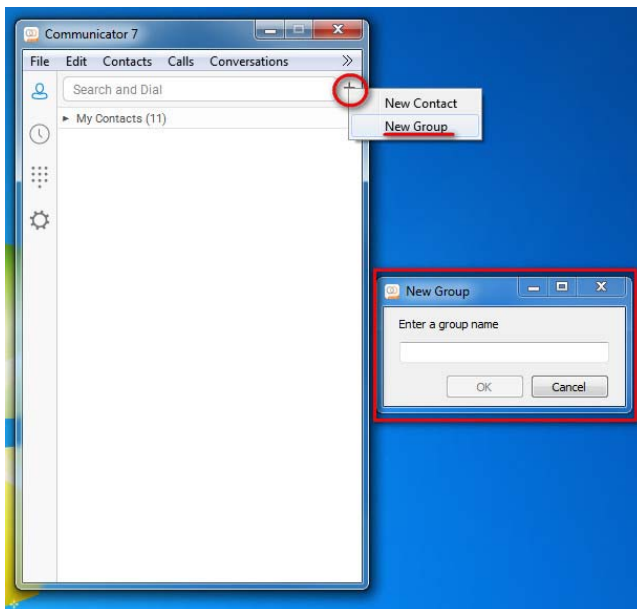 Communicator 7
File Edit Contacts Calls Conversations
Search and Dial
My Contacts (11)
New Contact
New Group
New Group
Enter a group name
OK Cancel